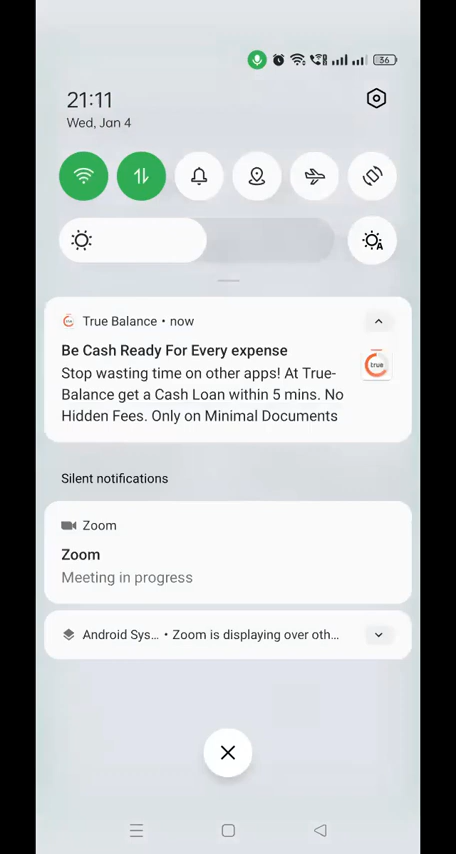 36
21:11
Wed, Jan 4
A
True Balance • now
Be Cash Ready For Every expense
Stop wasting time on other apps! At True-
Balance get a Cash Loan within 5 mins. No
Hidden Fees. Only on Minimal Documents
true
Silent notifications
Zoom
Zoom
Meeting in progress
Android Sys... • Zoom is displaying over oth...